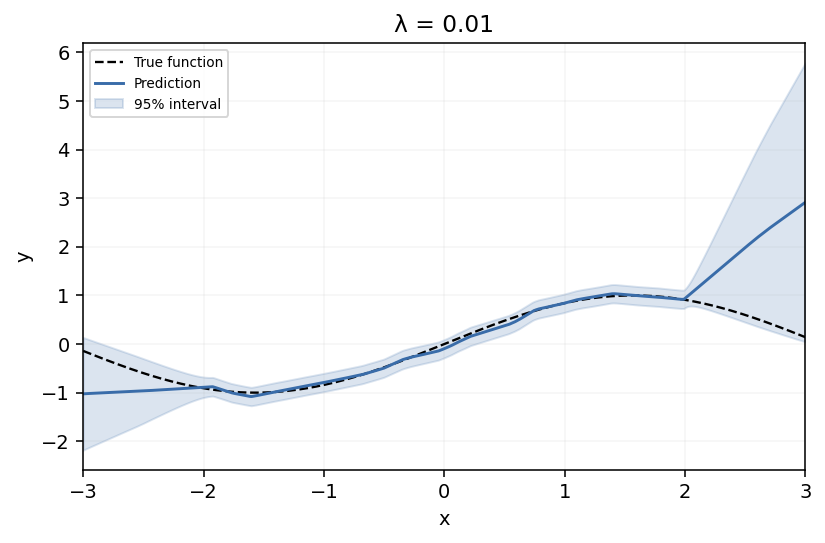 λ = 0.01
6
5
4
3
2
1
0
−1
−2
y
True function
Prediction
95% interval
−3 −2 −1 0 1 2 3
x